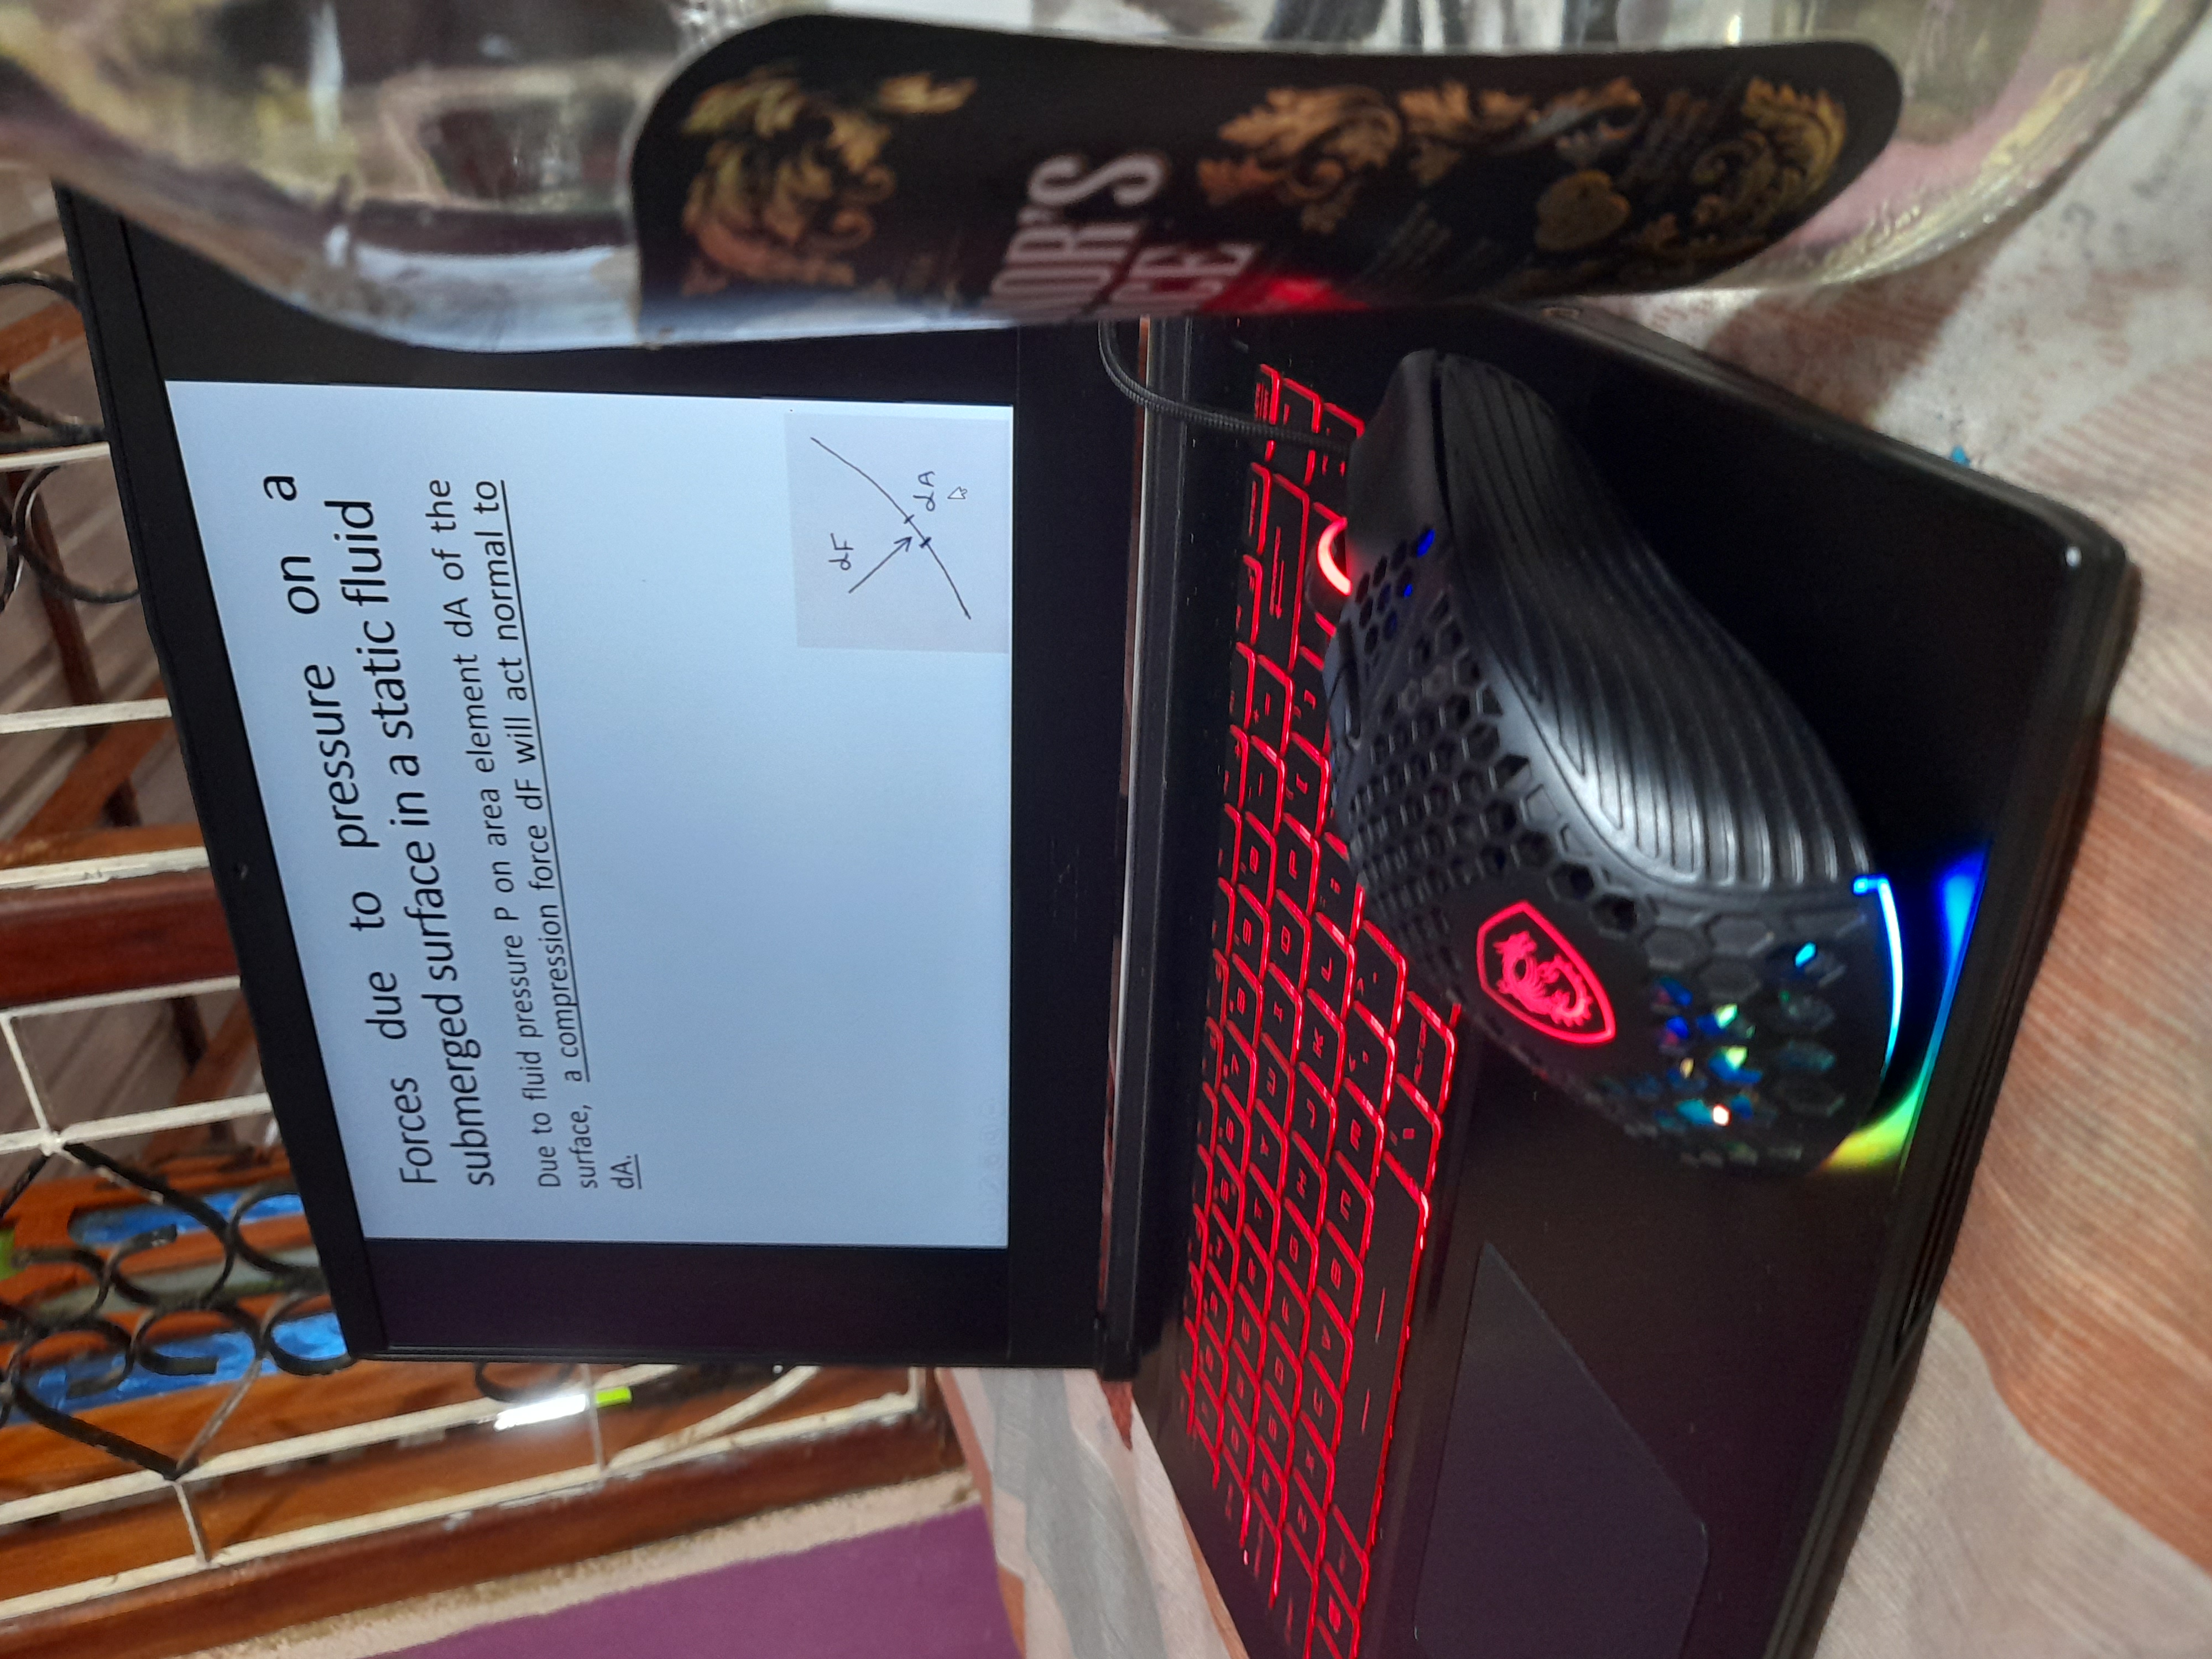 Forces due to pressure on a
submerged surface in a static fluid
Due to fluid pressure P on area element dA of the
surface, a compression force dF will act normal to
dA.
dF
dA
NOR'S
CE